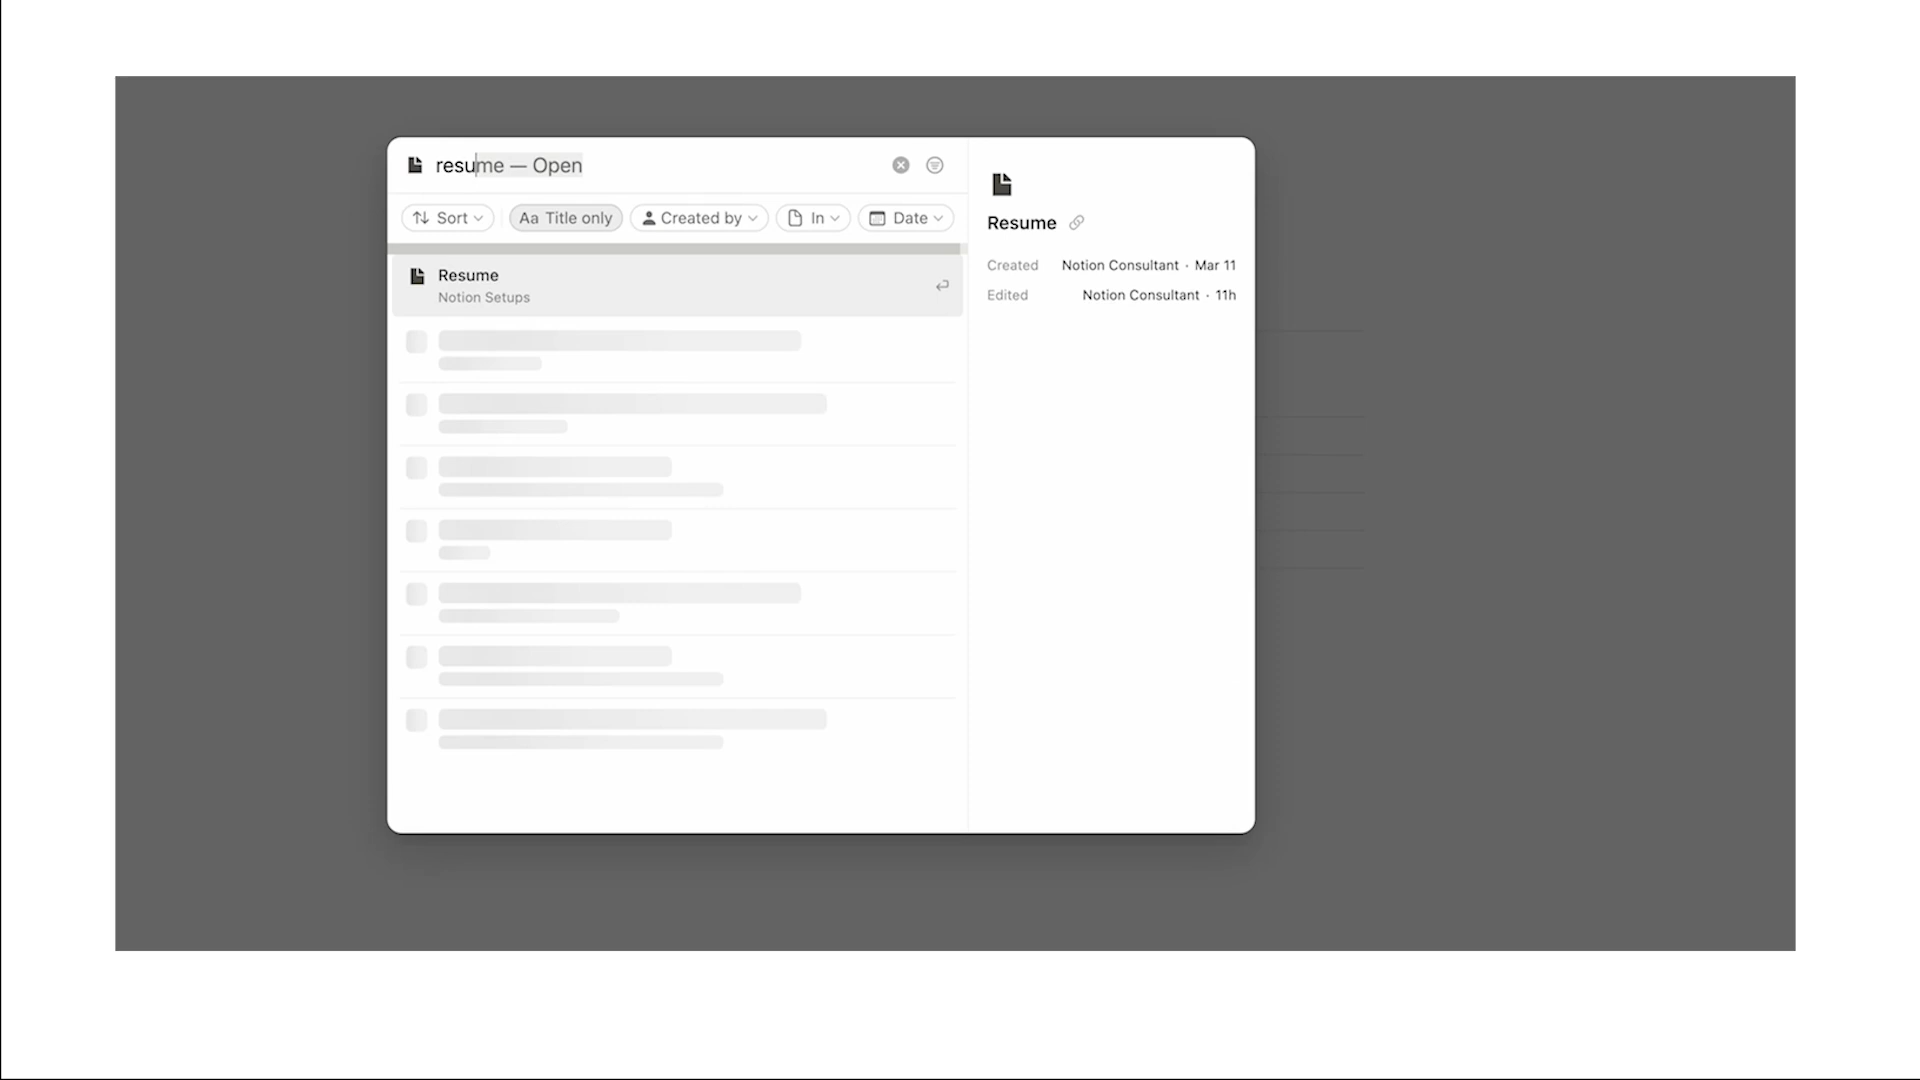 resume — Open
Sort Aa Title only Created by In Date
Resume
Notion Setups
Resume
Created Notion Consultant · Mar 11
Edited Notion Consultant · 11h